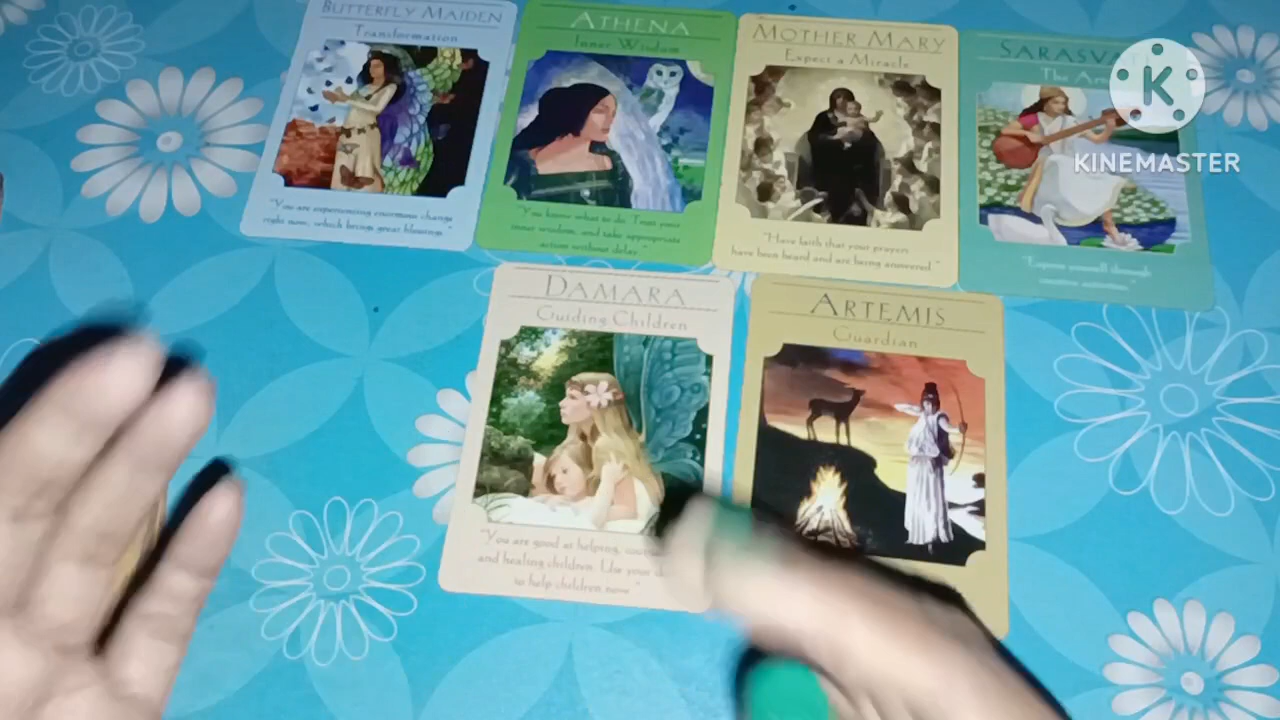 BUTTERFLY MAIDEN
Transformation
"You are experiencing enormous change
right now, which brings great blessings."
ATHENA
Inner Wisdom
"You know what to do. Trust your
inner wisdom, and take appropriate
action without delay."
MOTHER MARY
Expect a Miracle
"Have faith that your prayers
have been heard and are being answered."
The
"Express yourself through
creative activities."
K
KINEMASTER
DAMARA
Guiding Children
"You are good at helping,
and healing children. Use your
to help children now."
ARTEMIS
Guardian